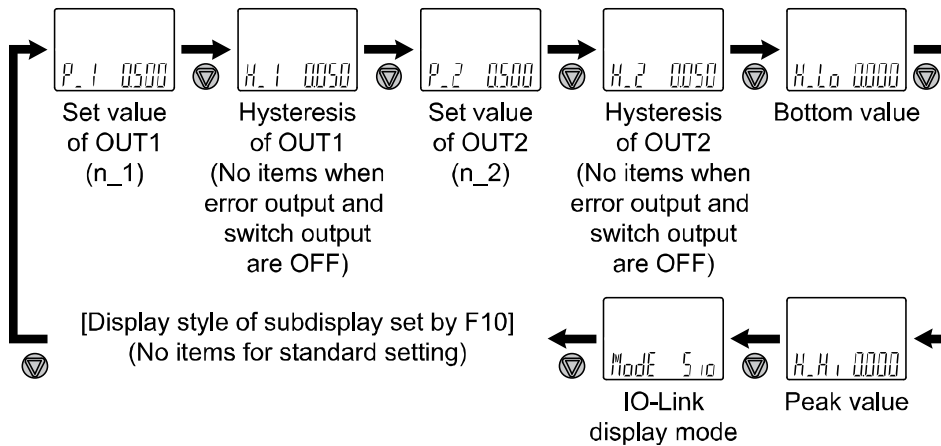 P_1 0.500
H_1 0.050
P_2 0.500
H_2 0.050
H_Lo 0.000
Set value
of OUT1
(n_1)
Hysteresis
of OUT1
(No items when
error output and
switch output
are OFF)
Set value
of OUT2
(n_2)
Hysteresis
of OUT2
(No items when
error output and
switch output
are OFF)
Bottom value
[Display style of subdisplay set by F10]
(No items for standard setting)
ModE Sio
IO-Link
display mode
H_Hi 0.000
Peak value